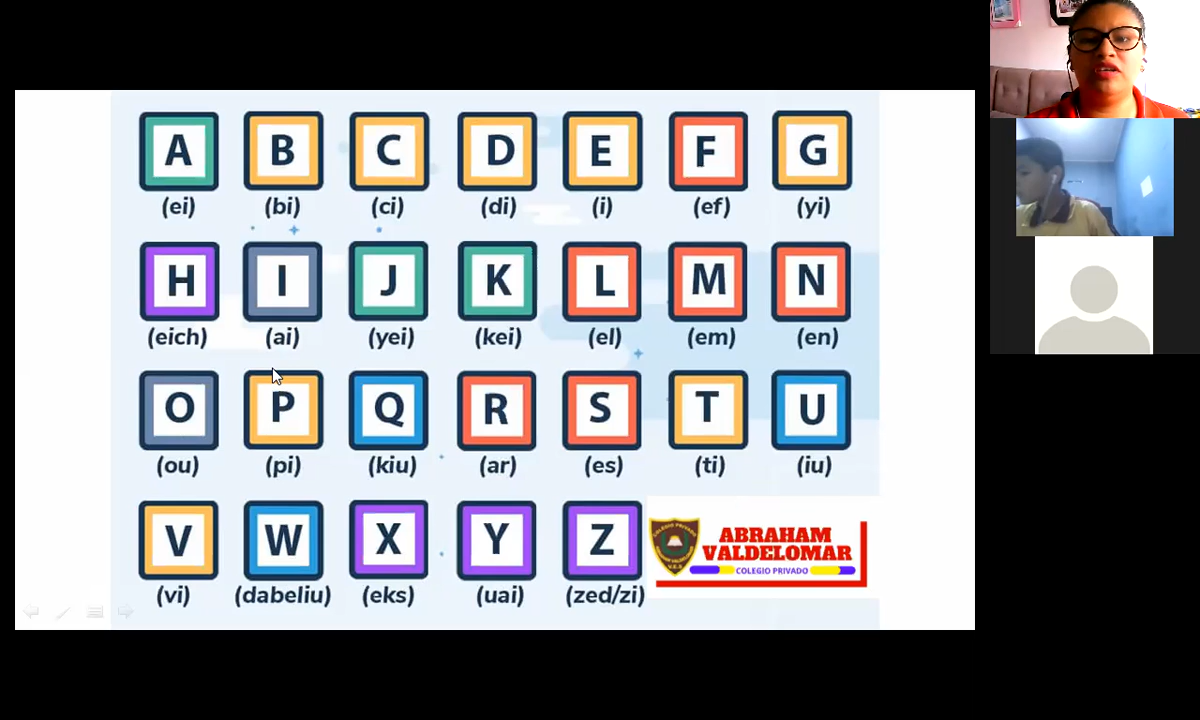 A B C D E F G
(ei) (bi) (ci) (di) (i) (ef) (yi)
H I J K L M N
(eich) (ai) (yei) (kei) (el) (em) (en)
O P Q R S T U
(ou) (pi) (kiu) (ar) (es) (ti) (iu)
V W X Y Z
(vi) (dabeliu) (eks) (uai) (zed/zi)
ABRAHAM
VALDELOMAR
COLEGIO PRIVADO